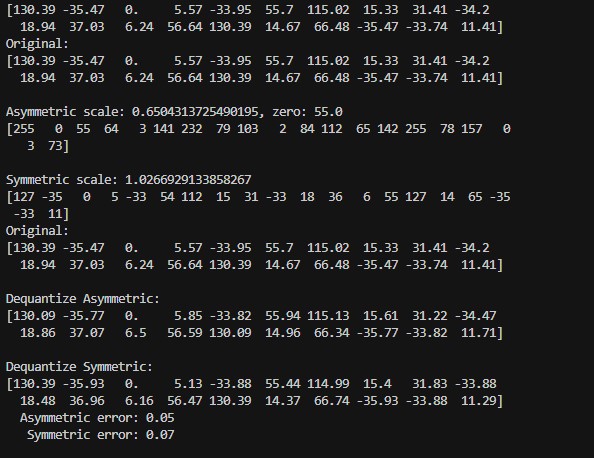 [130.39 -35.47   0.     5.57 -33.95  55.7  115.02  15.33  31.41 -34.2
  18.94  37.03   6.24  56.64 130.39  14.67  66.48 -35.47 -33.74  11.41]
Original:
[130.39 -35.47   0.     5.57 -33.95  55.7  115.02  15.33  31.41 -34.2
  18.94  37.03   6.24  56.64 130.39  14.67  66.48 -35.47 -33.74  11.41]
Asymmetric scale: 0.6504313725490195, zero: 55.0
[255   0  55  64   3 141 232  79 103   2  84 112  65 142 255  78 157   0
   3  73]
Symmetric scale: 1.0266929133858267
[127 -35   0   5 -33  54 112  15  31 -33  18  36   6  55 127  14  65 -35
 -33  11]
Original:
[130.39 -35.47   0.     5.57 -33.95  55.7  115.02  15.33  31.41 -34.2
  18.94  37.03   6.24  56.64 130.39  14.67  66.48 -35.47 -33.74  11.41]
Dequantize Asymmetric:
[130.09 -35.77   0.     5.85 -33.82  55.94 115.13  15.61  31.22 -34.47
  18.86  37.07   6.5   56.59 130.09  14.96  66.34 -35.77 -33.82  11.71]
Dequantize Symmetric:
[130.39 -35.93   0.     5.13 -33.88  55.44 114.99  15.4   31.83 -33.88
  18.48  36.96   6.16  56.47 130.39  14.37  66.74 -35.93 -33.88  11.29]
  Asymmetric error: 0.05
   Symmetric error: 0.07